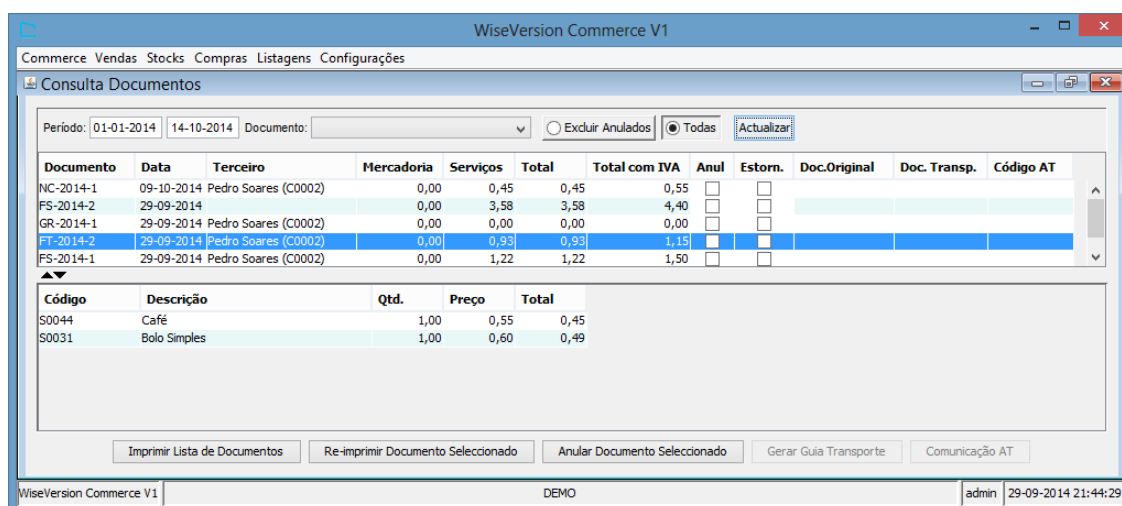 WiseVersion Commerce V1
Commerce Vendas Stocks Compras Listagens Configurações
Consulta Documentos
Período: 01-01-2014 14-10-2014 Documento: Excluir Anulados Todas Actualizar
Documento Data Terceiro Mercadoria Serviços Total Total com IVA Anul Estorn. Doc.Original Doc. Transp. Código AT
NC-2014-1 09-10-2014 Pedro Soares (C0002) 0,00 0,45 0,45 0,55
FS-2014-2 29-09-2014 0,00 3,58 3,58 4,40
GR-2014-1 29-09-2014 Pedro Soares (C0002) 0,00 0,00 0,00 0,00
FT-2014-2 29-09-2014 Pedro Soares (C0002) 0,00 0,93 0,93 1,15
FS-2014-1 29-09-2014 Pedro Soares (C0002) 0,00 1,22 1,22 1,50
Código Descrição Qtd. Preço Total
S0044 Café 1,00 0,55 0,45
S0031 Bolo Simples 1,00 0,60 0,49
Imprimir Lista de Documentos Re-imprimir Documento Seleccionado Anular Documento Seleccionado Gerar Guia Transporte Comunicação AT
WiseVersion Commerce V1 DEMO admin 29-09-2014 21:44:29